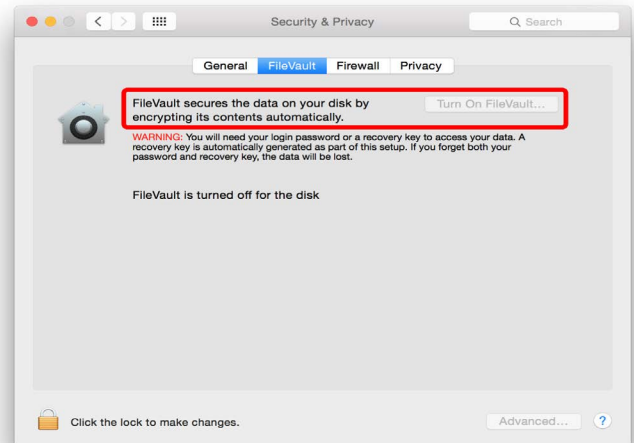 Security & Privacy
Search
General FileVault Firewall Privacy
FileVault secures the data on your disk by
encrypting its contents automatically.
Turn On FileVault...
WARNING: You will need your login password or a recovery key to access your data. A
recovery key is automatically generated as part of this setup. If you forget both your
password and recovery key, the data will be lost.
FileVault is turned off for the disk
Click the lock to make changes.
Advanced... ?